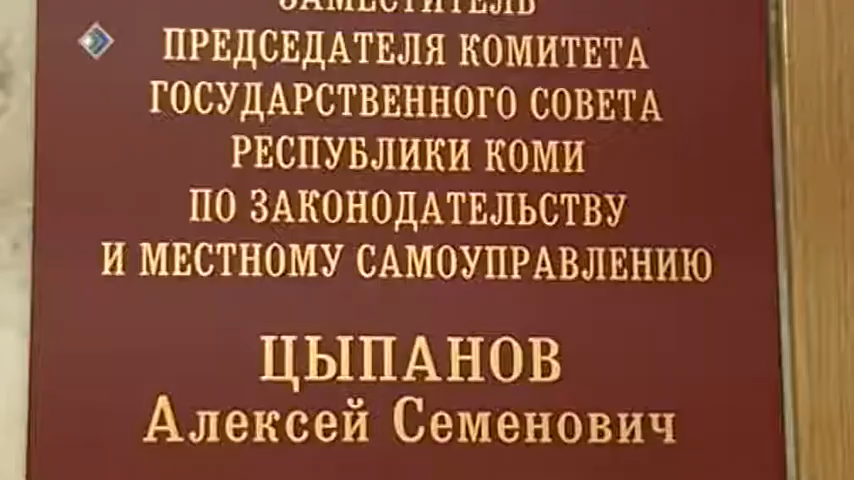 ЗАМЕСТИТЕЛЬ
ПРЕДСЕДАТЕЛЯ КОМИТЕТА
ГОСУДАРСТВЕННОГО СОВЕТА
РЕСПУБЛИКИ КОМИ
ПО ЗАКОНОДАТЕЛЬСТВУ
И МЕСТНОМУ САМОУПРАВЛЕНИЮ
ЦЫПАНОВ
Алексей Семенович